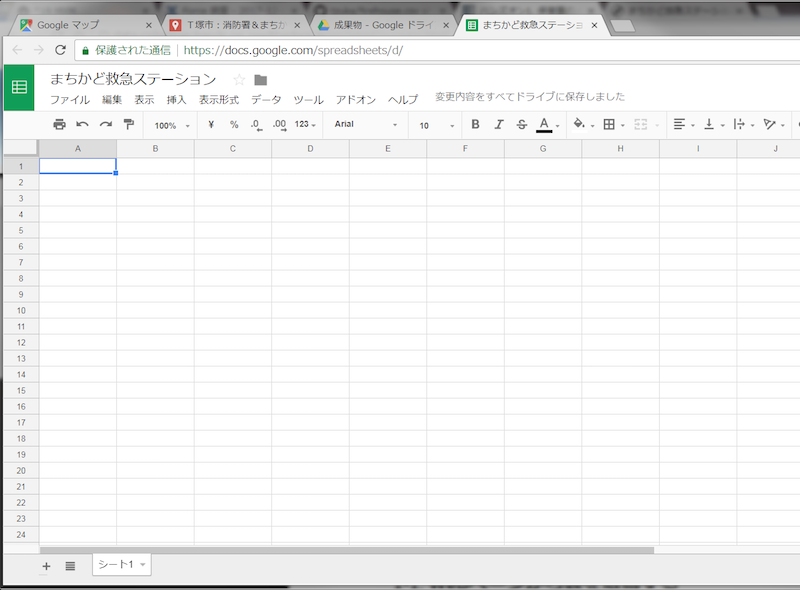 Google マップ
T塚市：消防署＆まちか
成果物 - Google ドライ
まちかど救急ステーショ
保護された通信
https://docs.google.com/spreadsheets/d/
まちかど救急ステーション
ファイル 編集 表示 挿入 表示形式 データ ツール アドオン ヘルプ 変更内容をすべてドライブに保存しました
100% ¥ % .0 .00 123 Arial 10 B I S A
A B C D E F G H I J
1
2
3
4
5
6
7
8
9
10
11
12
13
14
15
16
17
18
19
20
21
22
23
24
シート1